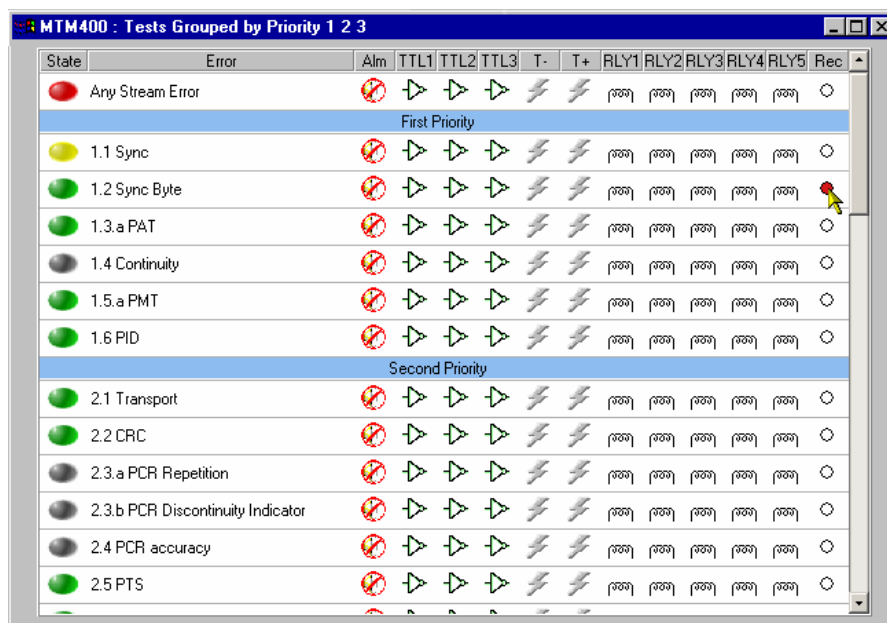 MTM400 : Tests Grouped by Priority 1 2 3
State Error Alm TTL1 TTL2 TTL3 T- T+ RLY1 RLY2 RLY3 RLY4 RLY5 Rec
Any Stream Error
First Priority
1.1 Sync
1.2 Sync Byte
1.3.a PAT
1.4 Continuity
1.5.a PMT
1.6 PID
Second Priority
2.1 Transport
2.2 CRC
2.3.a PCR Repetition
2.3.b PCR Discontinuity Indicator
2.4 PCR accuracy
2.5 PTS